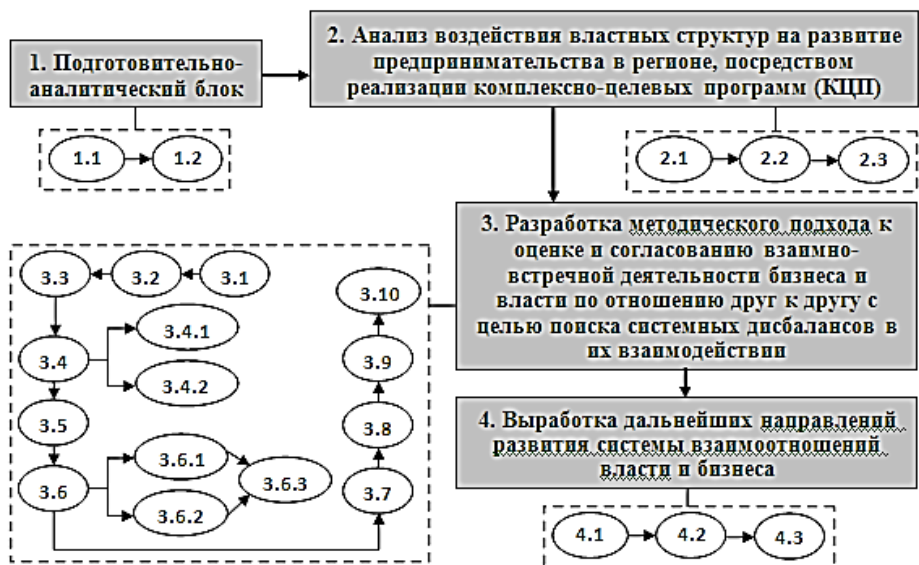 1. Подготовительно-
аналитический блок
2. Анализ воздействия властных структур на развитие
предпринимательства в регионе, посредством
реализации комплексно-целевых программ (КЦП)
1.1
1.2
2.1
2.2
2.3
3. Разработка методического подхода к
оценке и согласованию взаимно-
встречной деятельности бизнеса и
власти по отношению друг к другу с
целью поиска системных дисбалансов в
их взаимодействии
3.3
3.2
3.1
3.10
3.4.1
3.4
3.4.2
3.9
3.5
3.8
3.6.1
3.6
3.6.3
3.6.2
3.7
4. Выработка дальнейших направлений
развития системы взаимоотношений
власти и бизнеса
4.1
4.2
4.3